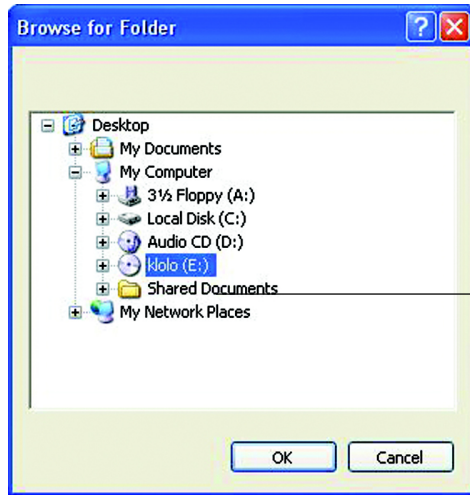 Browse for Folder
Desktop
My Documents
My Computer
3½ Floppy (A:)
Local Disk (C:)
Audio CD (D:)
klolo (E:)
Shared Documents
My Network Places
OK
Cancel